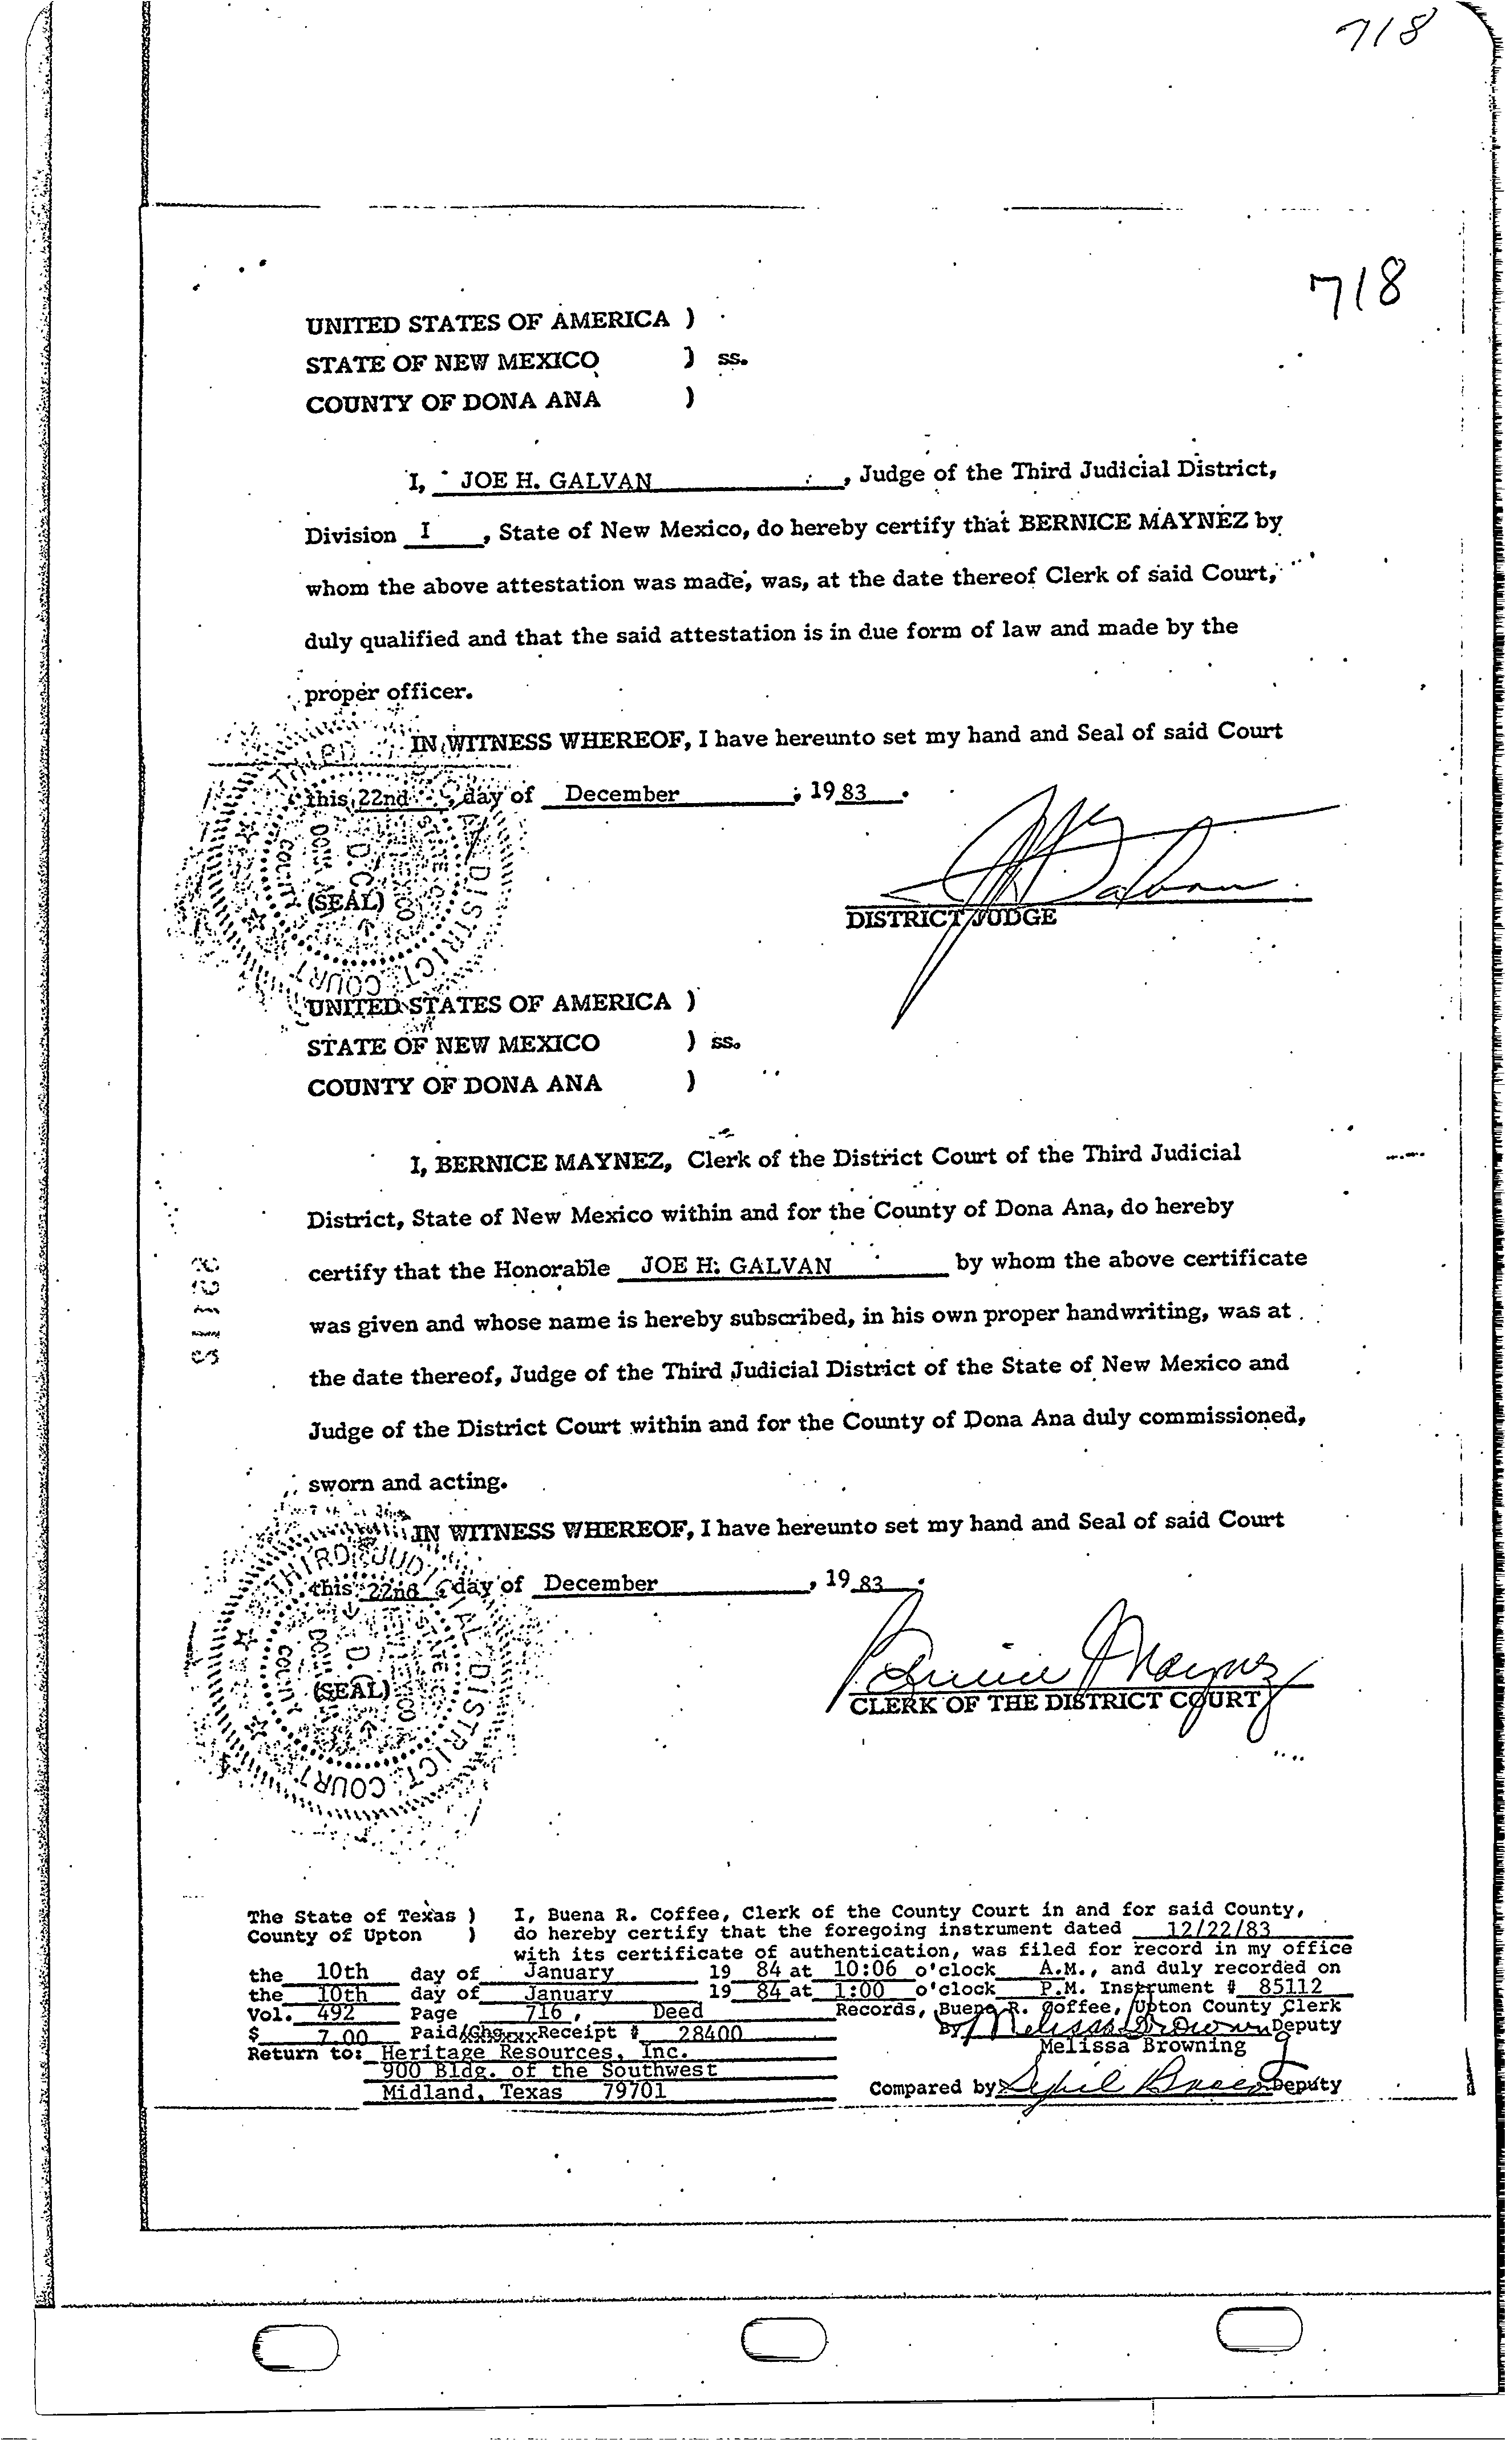 718
718
UNITED STATES OF AMERICA )
STATE OF NEW MEXICO ) ss.
COUNTY OF DONA ANA )
I, JOE H. GALVAN, Judge of the Third Judicial District,
Division I, State of New Mexico, do hereby certify that BERNICE MAYNEZ by
whom the above attestation was made, was, at the date thereof Clerk of said Court,
duly qualified and that the said attestation is in due form of law and made by the
proper officer.
IN WITNESS WHEREOF, I have hereunto set my hand and Seal of said Court
this 22nd day of December, 1983.
(SEAL)
DISTRICT JUDGE
UNITED STATES OF AMERICA )
STATE OF NEW MEXICO ) ss.
COUNTY OF DONA ANA )
I, BERNICE MAYNEZ, Clerk of the District Court of the Third Judicial
District, State of New Mexico within and for the County of Dona Ana, do hereby
certify that the Honorable JOE H. GALVAN by whom the above certificate
was given and whose name is hereby subscribed, in his own proper handwriting, was at
the date thereof, Judge of the Third Judicial District of the State of New Mexico and
Judge of the District Court within and for the County of Dona Ana duly commissioned,
sworn and acting.
IN WITNESS WHEREOF, I have hereunto set my hand and Seal of said Court
THIRD JUDICIAL DISTRICT COURT
this 22nd day of December, 1983.
(SEAL)
Bernice Maynez
CLERK OF THE DISTRICT COURT
The State of Texas ) I, Buena R. Coffee, Clerk of the County Court in and for said County,
County of Upton ) do hereby certify that the foregoing instrument dated 12/22/83
with its certificate of authentication, was filed for record in my office
the 10th day of January 19 84 at 10:06 o'clock A.M., and duly recorded on
the 10th day of January 19 84 at 1:00 o'clock P.M. Instrument # 85112
Vol. 492 Page 716, Deed Records, Buena R. Coffee, Upton County Clerk
$ 7.00 Paid/Chg xxx Receipt # 28400 By Melissa Browning Deputy
Return to: Heritage Resources, Inc. Melissa Browning
900 Bldg. of the Southwest
Midland, Texas 79701 Compared by Sybil Deputy